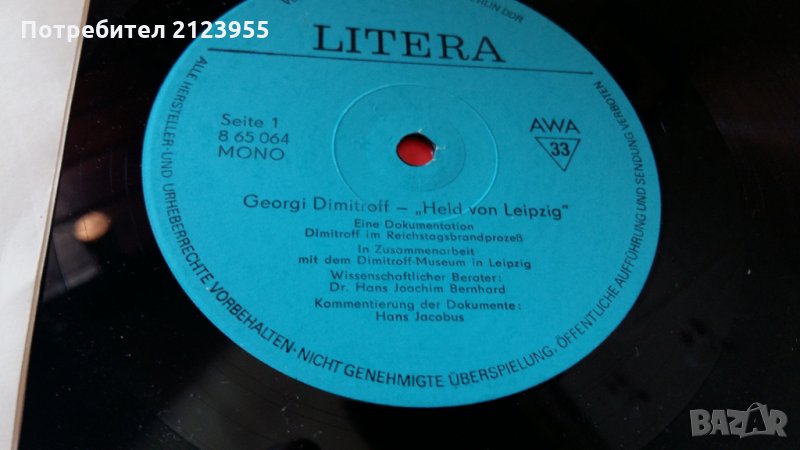 Потребител 2123955
BERLIN DDR
LITERA
Seite 1
8 65 064
MONO
AWA
33
Georgi Dimitroff – „Held von Leipzig"
Eine Dokumentation
Dimitroff im Reichstagsbrandprozeß
In Zusammenarbeit
mit dem Dimitroff-Museum in Leipzig
Wissenschaftlicher Berater:
Dr. Hans Joachim Bernhard
Kommentierung der Dokumente:
Hans Jacobus
ALLE HERSTELLER- UND URHEBERRECHTE VORBEHALTEN · NICHT GENEHMIGTE ÜBERSPIELUNG, ÖFFENTLICHE AUFFÜHRUNG UND SENDUNG VERBOTEN
BAZAR